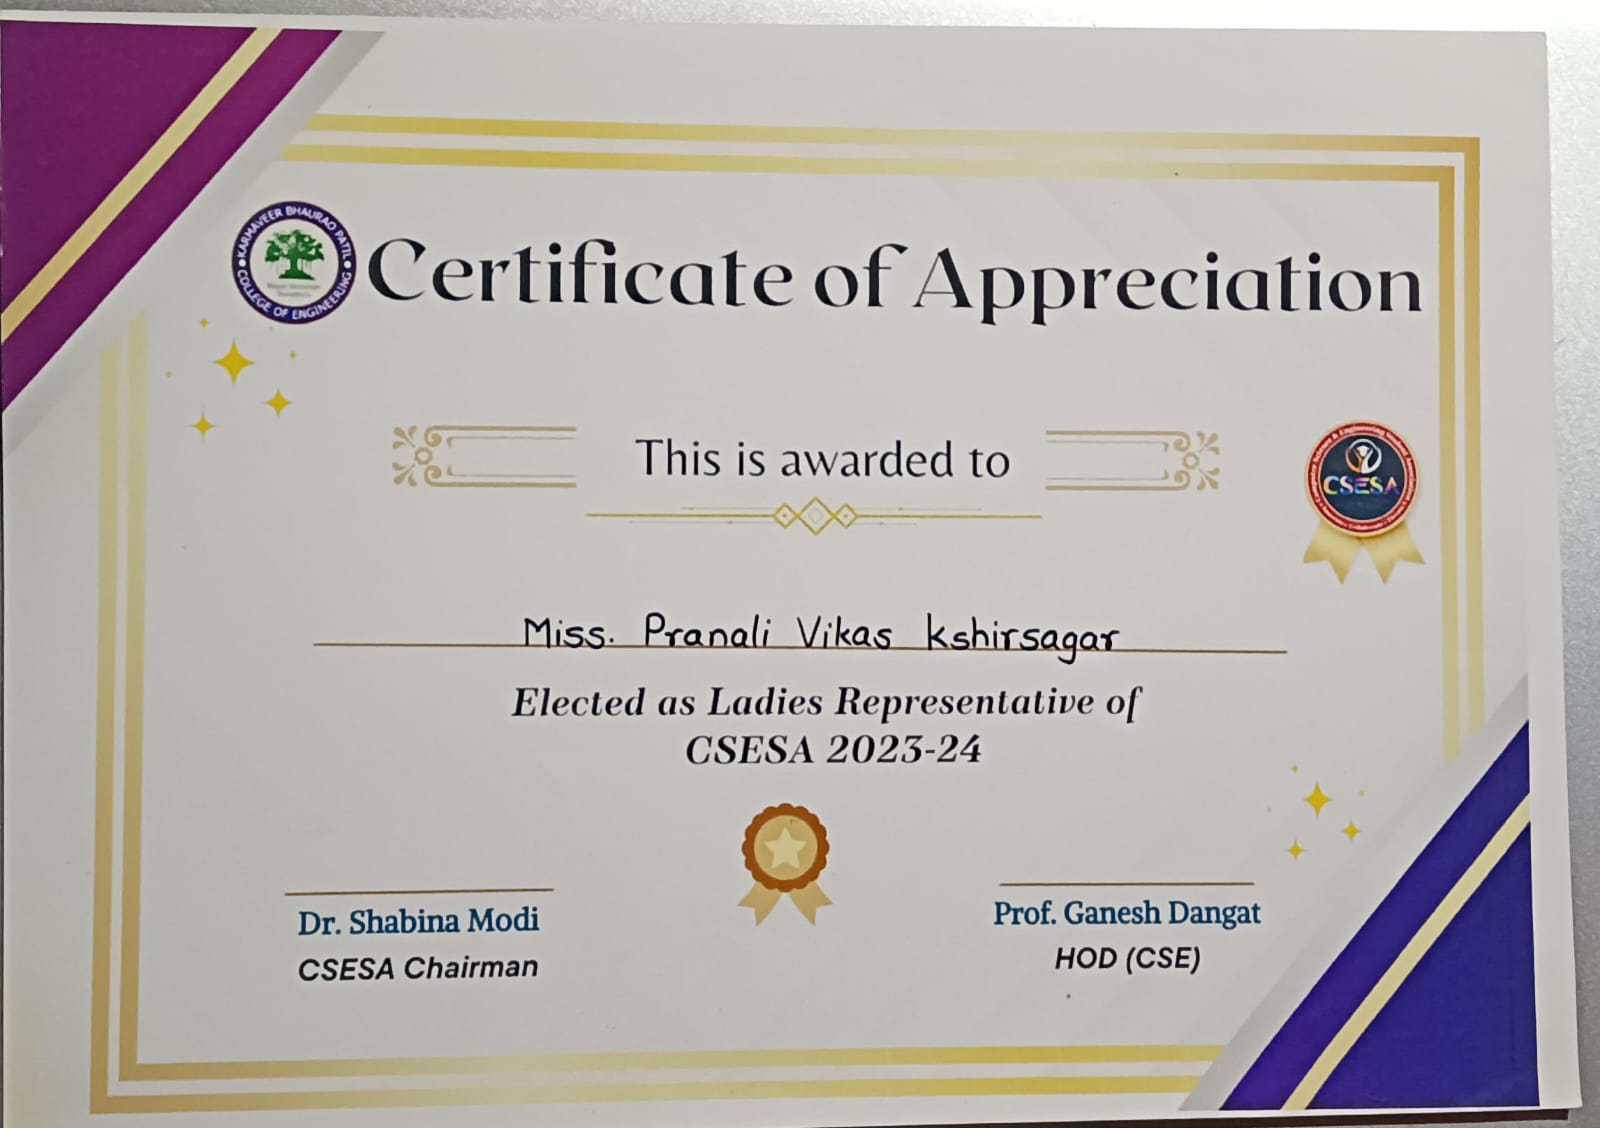 KARMAVEER BHAURAO PATIL
COLLEGE OF ENGINEERING
Certificate of Appreciation
This is awarded to
CSESA
Miss. Pranali Vikas Kshirsagar
Elected as Ladies Representative of
CSESA 2023-24
Dr. Shabina Modi
CSESA Chairman
Prof. Ganesh Dangat
HOD (CSE)